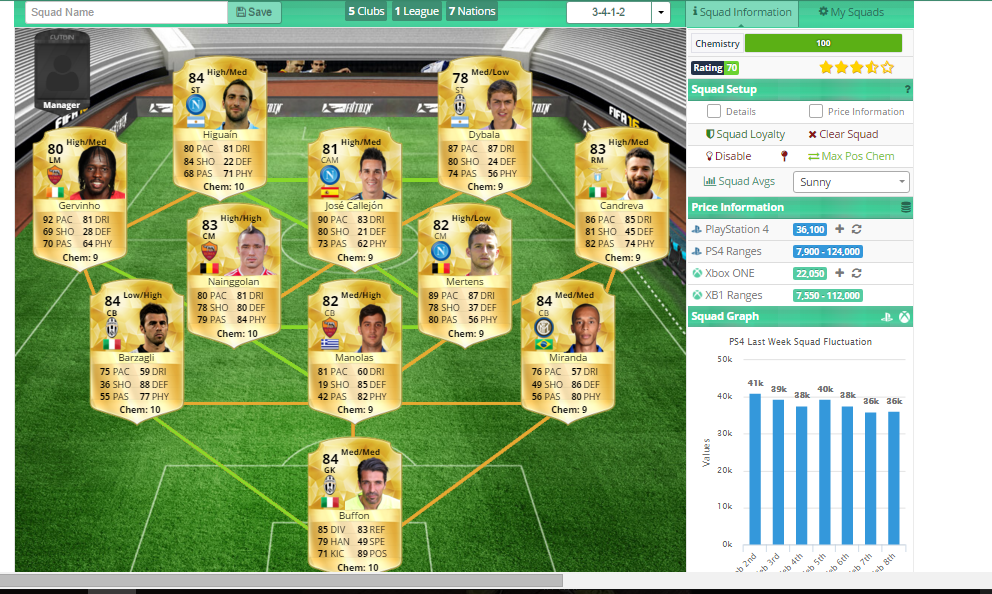 Squad Name
Save
5 Clubs 1 League 7 Nations
3-4-1-2
Squad Information
My Squads
FUTBIN
Manager
Chemistry
100
Rating 70
Squad Setup ?
Details Price Information
Squad Loyalty Clear Squad
Disable Max Pos Chem
Squad Avgs Sunny
Price Information
PlayStation 4 36,100
PS4 Ranges 7,900 - 124,000
Xbox ONE 22,050
XB1 Ranges 7,550 - 112,000
Squad Graph
PS4 Last Week Squad Fluctuation
50k
40k
30k
20k
10k
0k
Values
41k 39k 38k 40k 38k 36k 36k
b 2nd
b 3rd
b 4th
b 5th
b 6th
b 7th
b 8th
84 High/Med
ST
Higuaín
80 PAC 81 DRI
84 SHO 22 DEF
68 PAS 71 PHY
Chem: 10
78 Med/Low
ST
Dybala
87 PAC 87 DRI
80 SHO 24 DEF
74 PAS 56 PHY
Chem: 9
80 High/Med
LM
Gervinho
92 PAC 81 DRI
69 SHO 28 DEF
70 PAS 64 PHY
Chem: 9
81 High/Med
CAM
José Callejón
90 PAC 83 DRI
80 SHO 21 DEF
73 PAS 62 PHY
Chem: 9
83 High/Med
RM
Candreva
86 PAC 85 DRI
81 SHO 45 DEF
82 PAS 74 PHY
Chem: 9
83 High/High
CM
Nainggolan
80 PAC 81 DRI
78 SHO 80 DEF
79 PAS 84 PHY
Chem: 10
82 High/Low
CM
Mertens
89 PAC 87 DRI
78 SHO 37 DEF
80 PAS 56 PHY
Chem: 9
84 Low/High
CB
Barzagli
75 PAC 59 DRI
36 SHO 88 DEF
55 PAS 77 PHY
Chem: 10
82 Med/High
CB
Manolas
81 PAC 60 DRI
19 SHO 85 DEF
42 PAS 82 PHY
Chem: 9
84 Med/Med
CB
Miranda
76 PAC 57 DRI
49 SHO 86 DEF
56 PAS 80 PHY
Chem: 9
84 Med/Med
GK
Buffon
85 DIV 83 REF
79 HAN 49 SPE
71 KIC 89 POS
Chem: 10